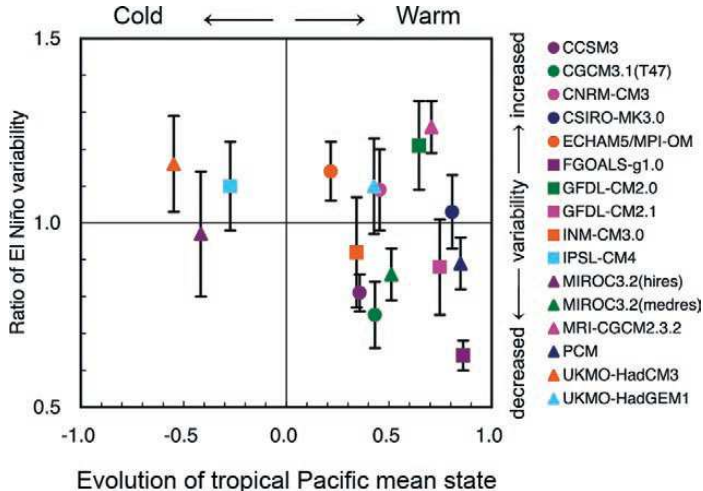 Cold ← → Warm
1.5
1.0
0.5
Ratio of El Niño variability
-1.0 -0.5 0.0 0.5 1.0
Evolution of tropical Pacific mean state
decreased ← variability → increased
CCSM3
CGCM3.1(T47)
CNRM-CM3
CSIRO-MK3.0
ECHAM5/MPI-OM
FGOALS-g1.0
GFDL-CM2.0
GFDL-CM2.1
INM-CM3.0
IPSL-CM4
MIROC3.2(hires)
MIROC3.2(medres)
MRI-CGCM2.3.2
PCM
UKMO-HadCM3
UKMO-HadGEM1